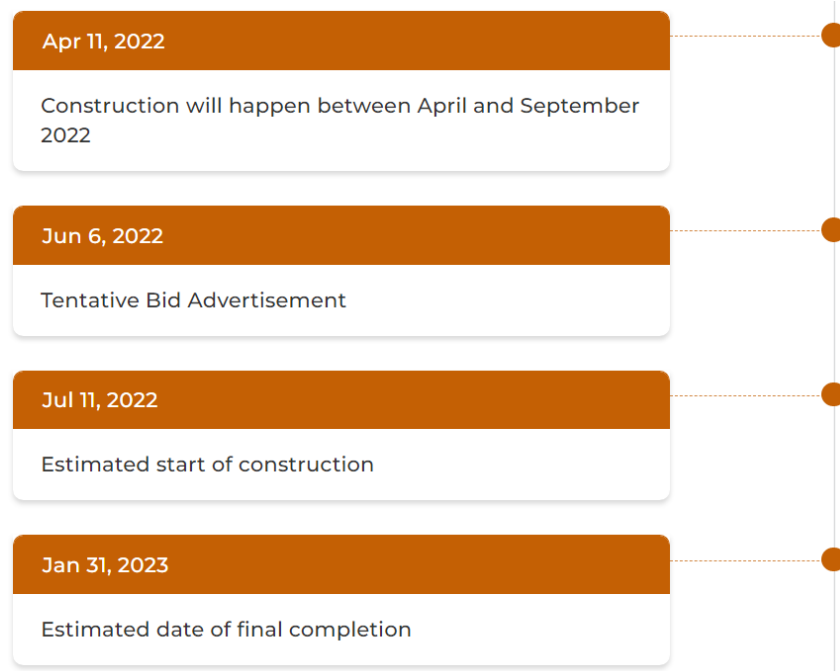 Apr 11, 2022
Construction will happen between April and September
2022
Jun 6, 2022
Tentative Bid Advertisement
Jul 11, 2022
Estimated start of construction
Jan 31, 2023
Estimated date of final completion